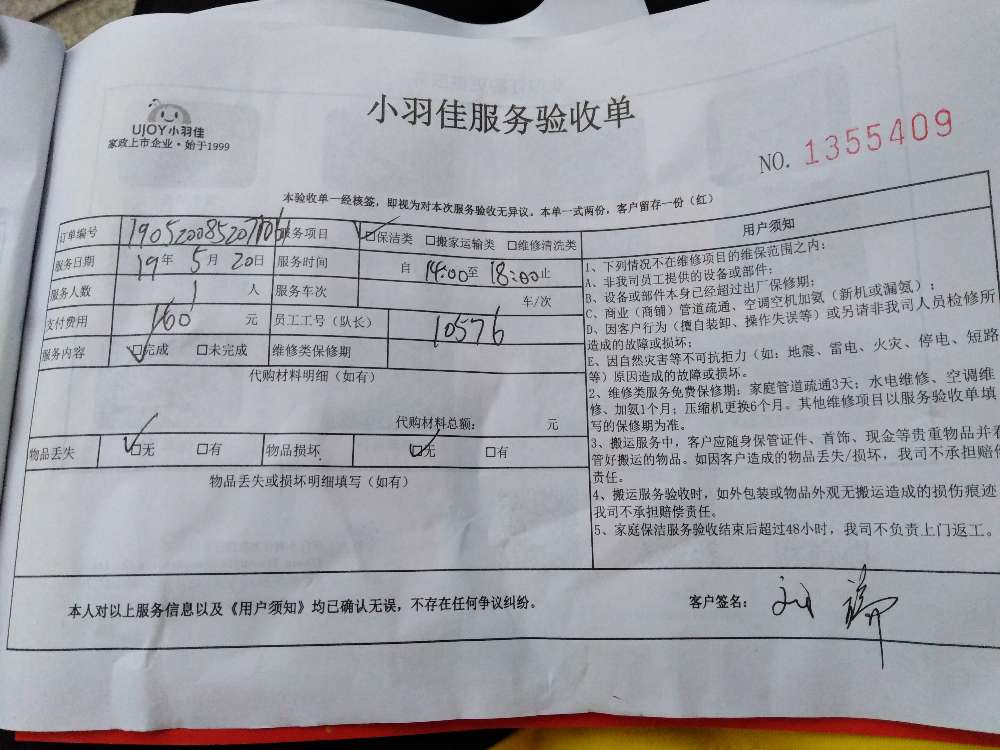 UJOY小羽佳
家政上市企业·始于1999
小羽佳服务验收单
NO. 1355409
本验收单一经核签，即视为对本次服务验收无异议。本单一式两份，客户留存一份（红）
订单编号 服务项目 ☑保洁类 □搬家运输类 □维修清洗类
服务日期 19年 5月 20日 服务时间 自 14:00至 18:00止
服务人数 1 人 服务车次 车/次
支付费用 160 元 员工工号（队长） 10576
服务内容 ☑完成 □未完成 维修类保修期
代购材料明细（如有）
代购材料总额： 元
物品丢失 ☑无 □有 物品损坏 ☑无 □有
物品丢失或损坏明细填写（如有）
用户须知
1、下列情况不在维修项目的维保范围之内：
A、非我司员工提供的设备或部件；
B、设备或部件本身已经超过出厂保修期；
C、商业（商铺）管道疏通、空调空机加氨（新机或漏氨）；
D、因客户行为（擅自装卸、操作失误等）或另请非我司人员检修所
造成的故障或损坏；
E、因自然灾害等不可抗拒力（如：地震、雷电、火灾、停电、短路
等）原因造成的故障或损坏。
2、维修类服务免费保修期：家庭管道疏通3天；水电维修、空调维
修、加氨1个月；压缩机更换6个月。其他维修项目以服务验收单填
写的保修期为准。
3、搬运服务中，客户应随身保管证件、首饰、现金等贵重物品并看
管好搬运的物品。如因客户造成的物品丢失/损坏，我司不承担赔偿
责任。
4、搬运服务验收时，如外包装或物品外观无搬运造成的损伤痕迹
我司不承担赔偿责任。
5、家庭保洁服务验收结束后超过48小时，我司不负责上门返工。
本人对以上服务信息以及《用户须知》均已确认无误，不存在任何争议纠纷。
客户签名：